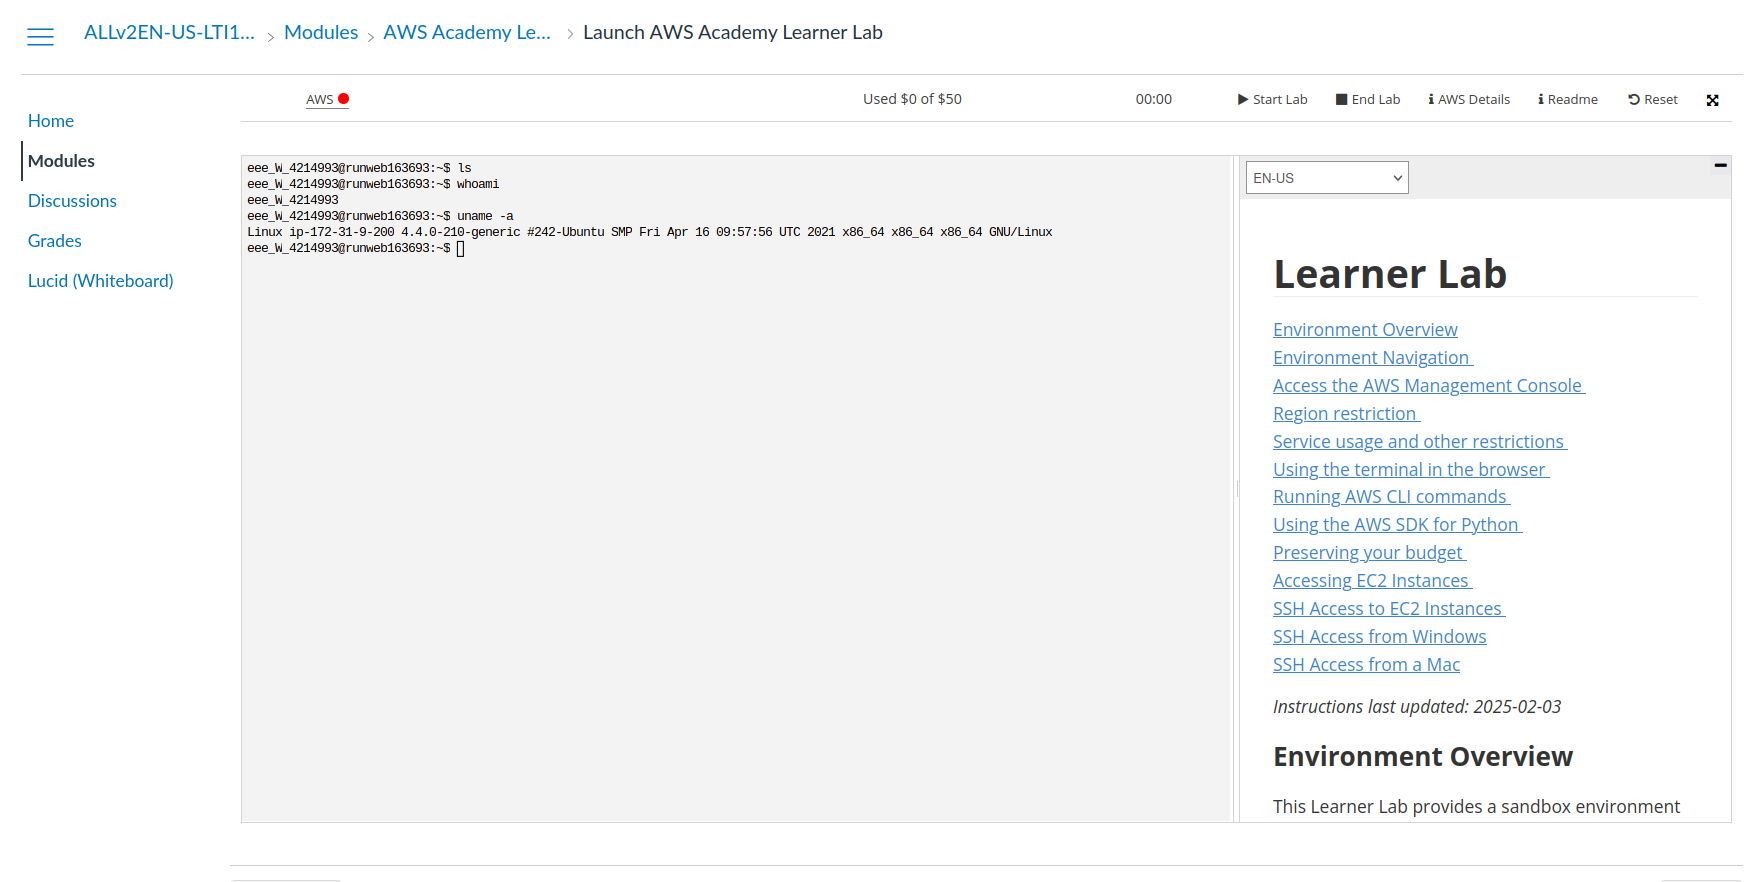 ALLv2EN-US-LTI1... > Modules > AWS Academy Le... > Launch AWS Academy Learner Lab
AWS Used $0 of $50 00:00 Start Lab End Lab AWS Details Readme Reset
Home
Modules
Discussions
Grades
Lucid (Whiteboard)
eee_W_4214993@runweb163693:~$ ls
eee_W_4214993@runweb163693:~$ whoami
eee_W_4214993
eee_W_4214993@runweb163693:~$ uname -a
Linux ip-172-31-9-200 4.4.0-210-generic #242-Ubuntu SMP Fri Apr 16 09:57:56 UTC 2021 x86_64 x86_64 x86_64 GNU/Linux
eee_W_4214993@runweb163693:~$
EN-US
Learner Lab
Environment Overview
Environment Navigation
Access the AWS Management Console
Region restriction
Service usage and other restrictions
Using the terminal in the browser
Running AWS CLI commands
Using the AWS SDK for Python
Preserving your budget
Accessing EC2 Instances
SSH Access to EC2 Instances
SSH Access from Windows
SSH Access from a Mac
Instructions last updated: 2025-02-03
Environment Overview
This Learner Lab provides a sandbox environment